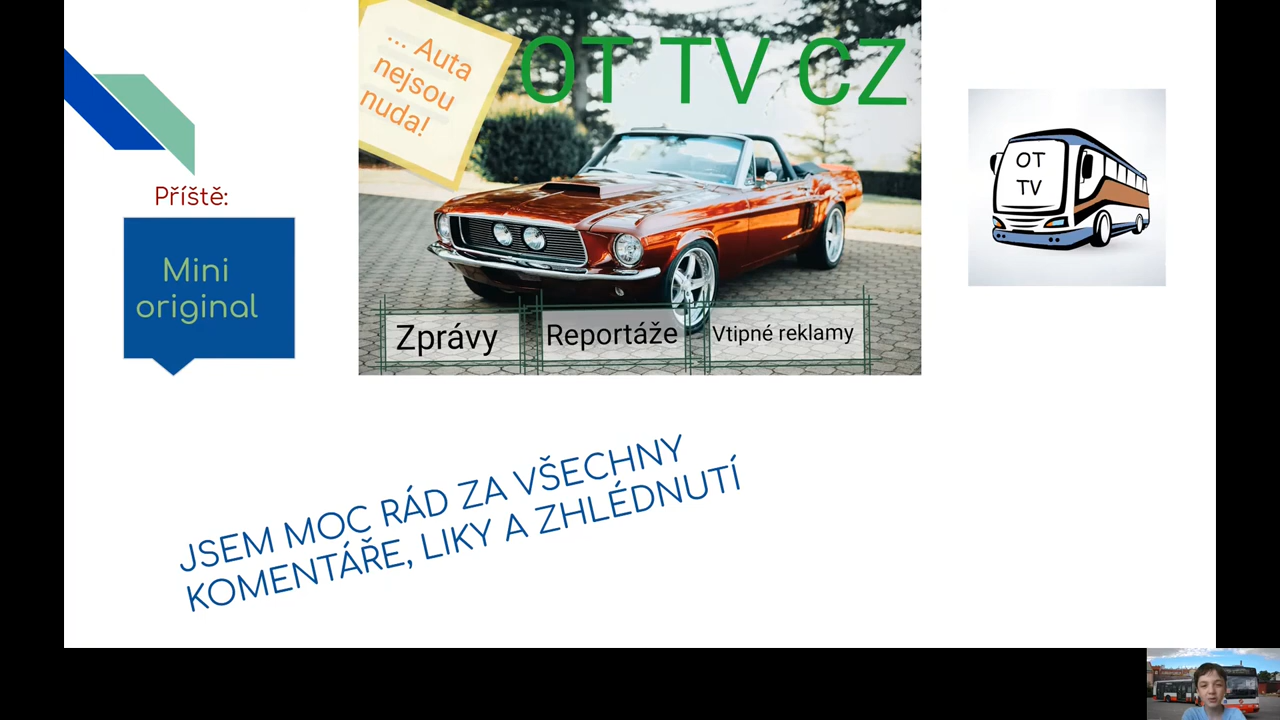 ... Auta
nejsou
nuda!
OT TV CZ
OT
TV
Příště:
Mini
original
Zprávy
Reportáže
Vtipné reklamy
JSEM MOC RÁD ZA VŠECHNY
KOMENTÁŘE, LIKY A ZHLÉDNUTÍ